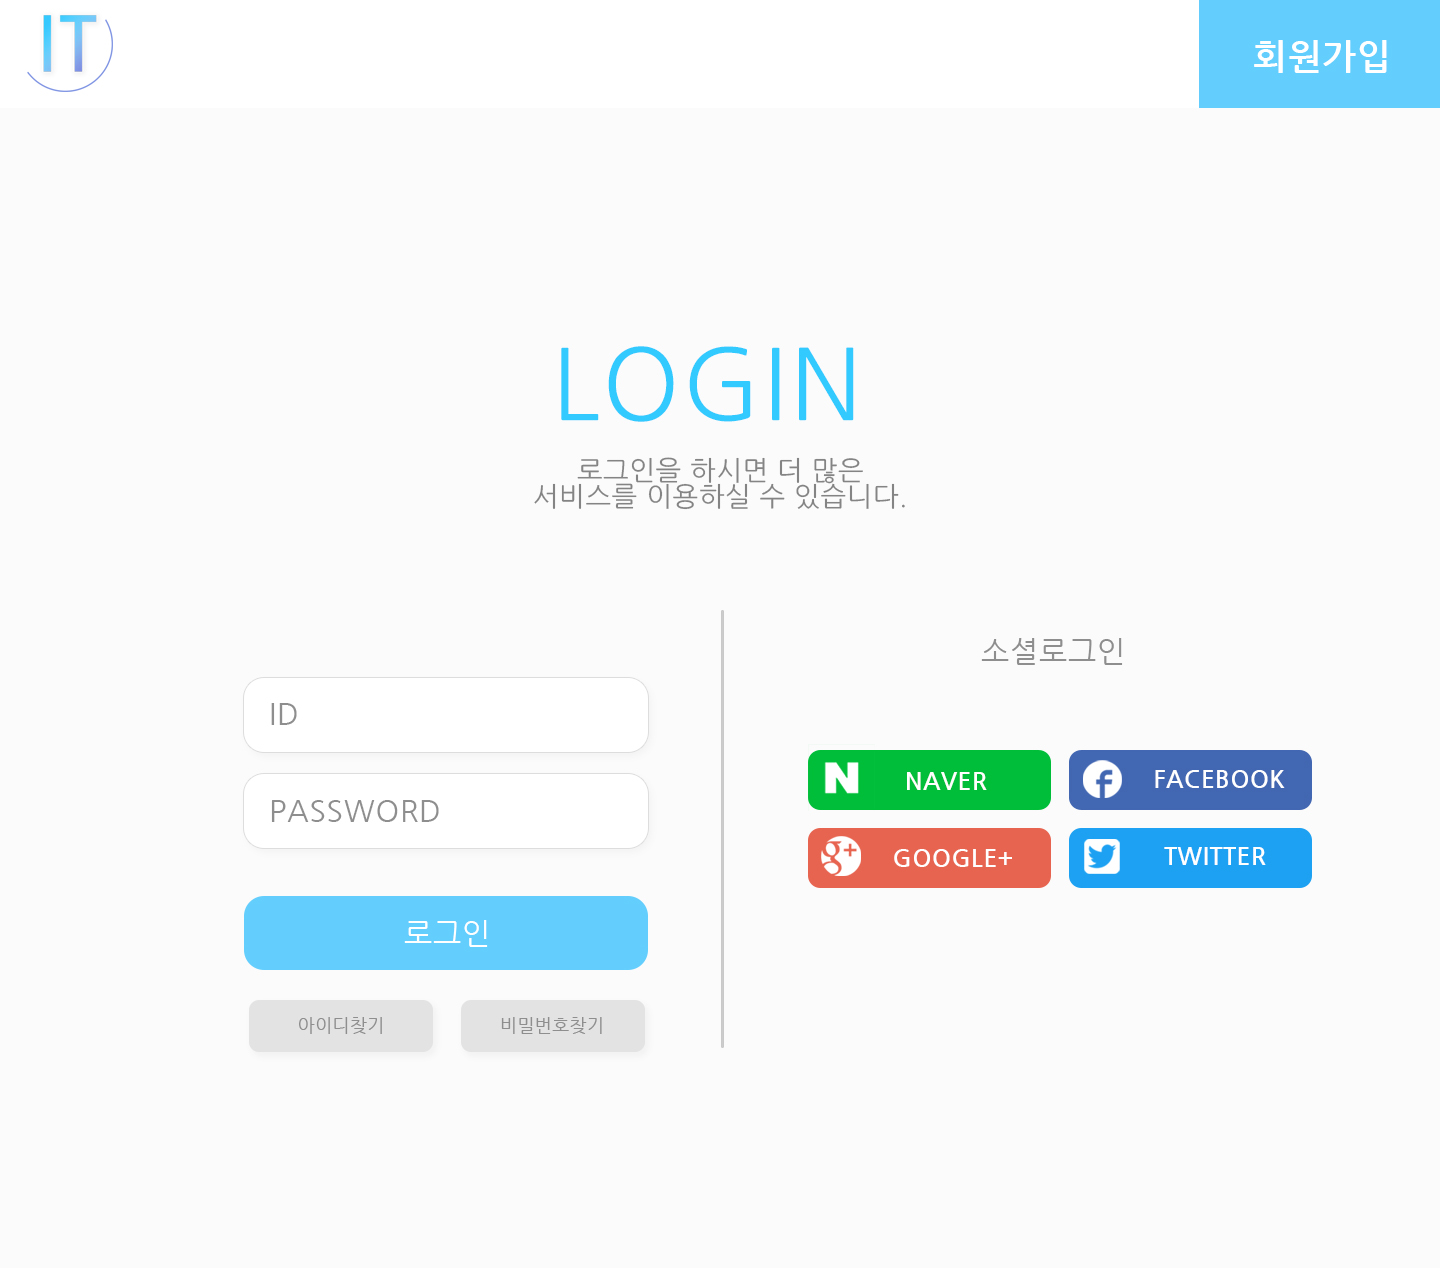 IT
회원가입
LOGIN
로그인을 하시면 더 많은
서비스를 이용하실 수 있습니다.
ID
PASSWORD
로그인
아이디찾기
비밀번호찾기
소셜로그인
N NAVER
f FACEBOOK
g+ GOOGLE+
TWITTER